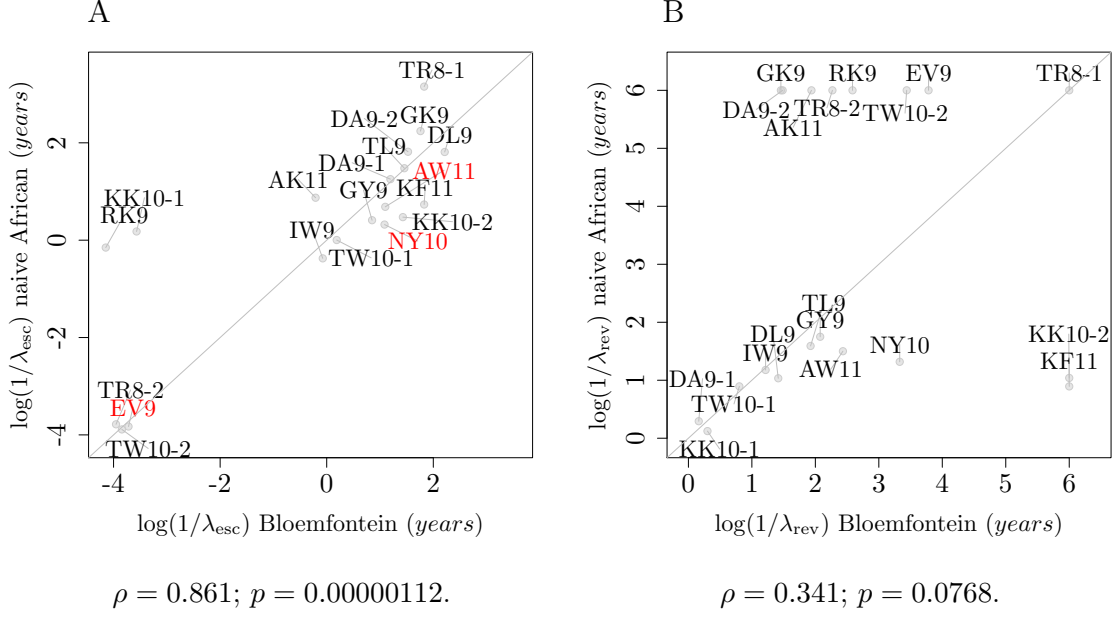 A
TR8-1
DA9-2 GK9
DL9
TL9
DA9-1
AW11
AK11
GY9 KF11
KK10-1
RK9
KK10-2
IW9
NY10
TW10-1
TR8-2
EV9
TW10-2
2
0
-2
-4
-4 -2 0 2
log(1/λesc) naive African (years)
log(1/λesc) Bloemfontein (years)
ρ = 0.861; p = 0.00000112.
B
GK9 RK9 EV9 TR8-1
DA9-2 TR8-2 TW10-2
AK11
TL9
GY9
DL9
KK10-2
NY10
IW9
KF11
AW11
DA9-1
TW10-1
KK10-1
6
5
4
3
2
1
0
0 1 2 3 4 5 6
log(1/λrev) naive African (years)
log(1/λrev) Bloemfontein (years)
ρ = 0.341; p = 0.0768.